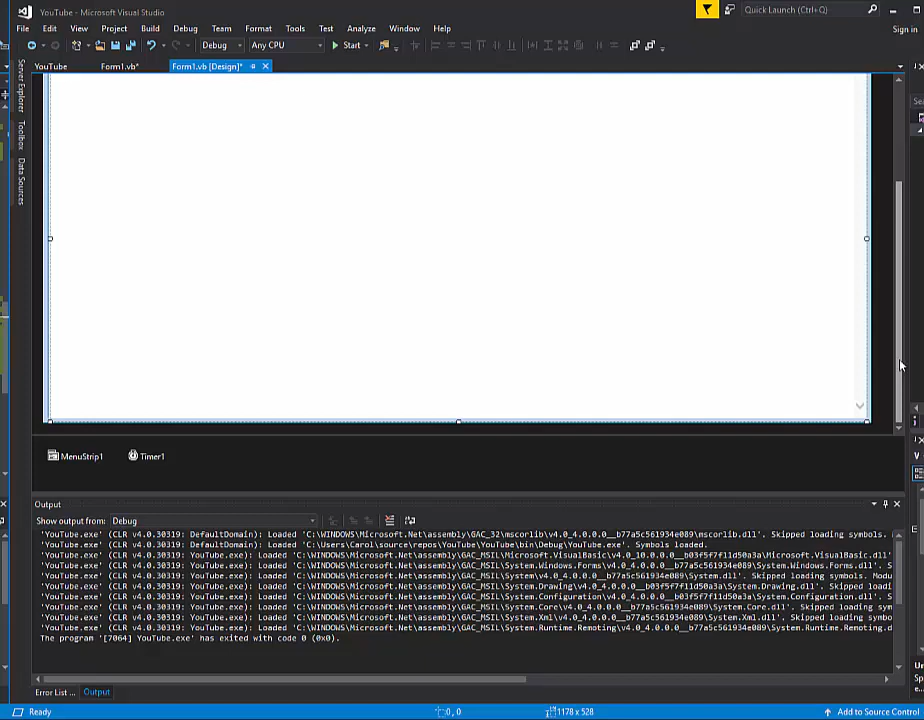 YouTube - Microsoft Visual Studio
Quick Launch (Ctrl+Q)
File Edit View Project Build Debug Team Format Tools Test Analyze Window Help
Sign in
Debug Any CPU Start
YouTube Form1.vb* Form1.vb [Design]*
Server Explorer
Toolbox
Data Sources
MenuStrip1 Timer1
Output
Show output from: Debug
'YouTube.exe' (CLR v4.0.30319: DefaultDomain): Loaded 'C:\WINDOWS\Microsoft.Net\assembly\GAC_32\mscorlib\v4.0_4.0.0.0__b77a5c561934e089\mscorlib.dll'. Skipped loading symbols.
'YouTube.exe' (CLR v4.0.30319: DefaultDomain): Loaded 'C:\Users\Carol\source\repos\YouTube\YouTube\bin\Debug\YouTube.exe'. Symbols loaded.
'YouTube.exe' (CLR v4.0.30319: YouTube.exe): Loaded 'C:\WINDOWS\Microsoft.Net\assembly\GAC_MSIL\Microsoft.VisualBasic\v4.0_10.0.0.0__b03f5f7f11d50a3a\Microsoft.VisualBasic.dll'
'YouTube.exe' (CLR v4.0.30319: YouTube.exe): Loaded 'C:\WINDOWS\Microsoft.Net\assembly\GAC_MSIL\System.Windows.Forms\v4.0_4.0.0.0__b77a5c561934e089\System.Windows.Forms.dll'. S
'YouTube.exe' (CLR v4.0.30319: YouTube.exe): Loaded 'C:\WINDOWS\Microsoft.Net\assembly\GAC_MSIL\System\v4.0_4.0.0.0__b77a5c561934e089\System.dll'. Skipped loading symbols. Modu
'YouTube.exe' (CLR v4.0.30319: YouTube.exe): Loaded 'C:\WINDOWS\Microsoft.Net\assembly\GAC_MSIL\System.Drawing\v4.0_4.0.0.0__b03f5f7f11d50a3a\System.Drawing.dll'. Skipped loadi
'YouTube.exe' (CLR v4.0.30319: YouTube.exe): Loaded 'C:\WINDOWS\Microsoft.Net\assembly\GAC_MSIL\System.Configuration\v4.0_4.0.0.0__b03f5f7f11d50a3a\System.Configuration.dll'.
'YouTube.exe' (CLR v4.0.30319: YouTube.exe): Loaded 'C:\WINDOWS\Microsoft.Net\assembly\GAC_MSIL\System.Core\v4.0_4.0.0.0__b77a5c561934e089\System.Core.dll'. Skipped loading sym
'YouTube.exe' (CLR v4.0.30319: YouTube.exe): Loaded 'C:\WINDOWS\Microsoft.Net\assembly\GAC_MSIL\System.Xml\v4.0_4.0.0.0__b77a5c561934e089\System.Xml.dll'. Skipped loading symbo
'YouTube.exe' (CLR v4.0.30319: YouTube.exe): Loaded 'C:\WINDOWS\Microsoft.Net\assembly\GAC_MSIL\System.Runtime.Remoting\v4.0_4.0.0.0__b77a5c561934e089\System.Runtime.Remoting.d
The program '[7064] YouTube.exe' has exited with code 0 (0x0).
Error List ... Output
Ready 0 , 0 1178 x 528 Add to Source Control